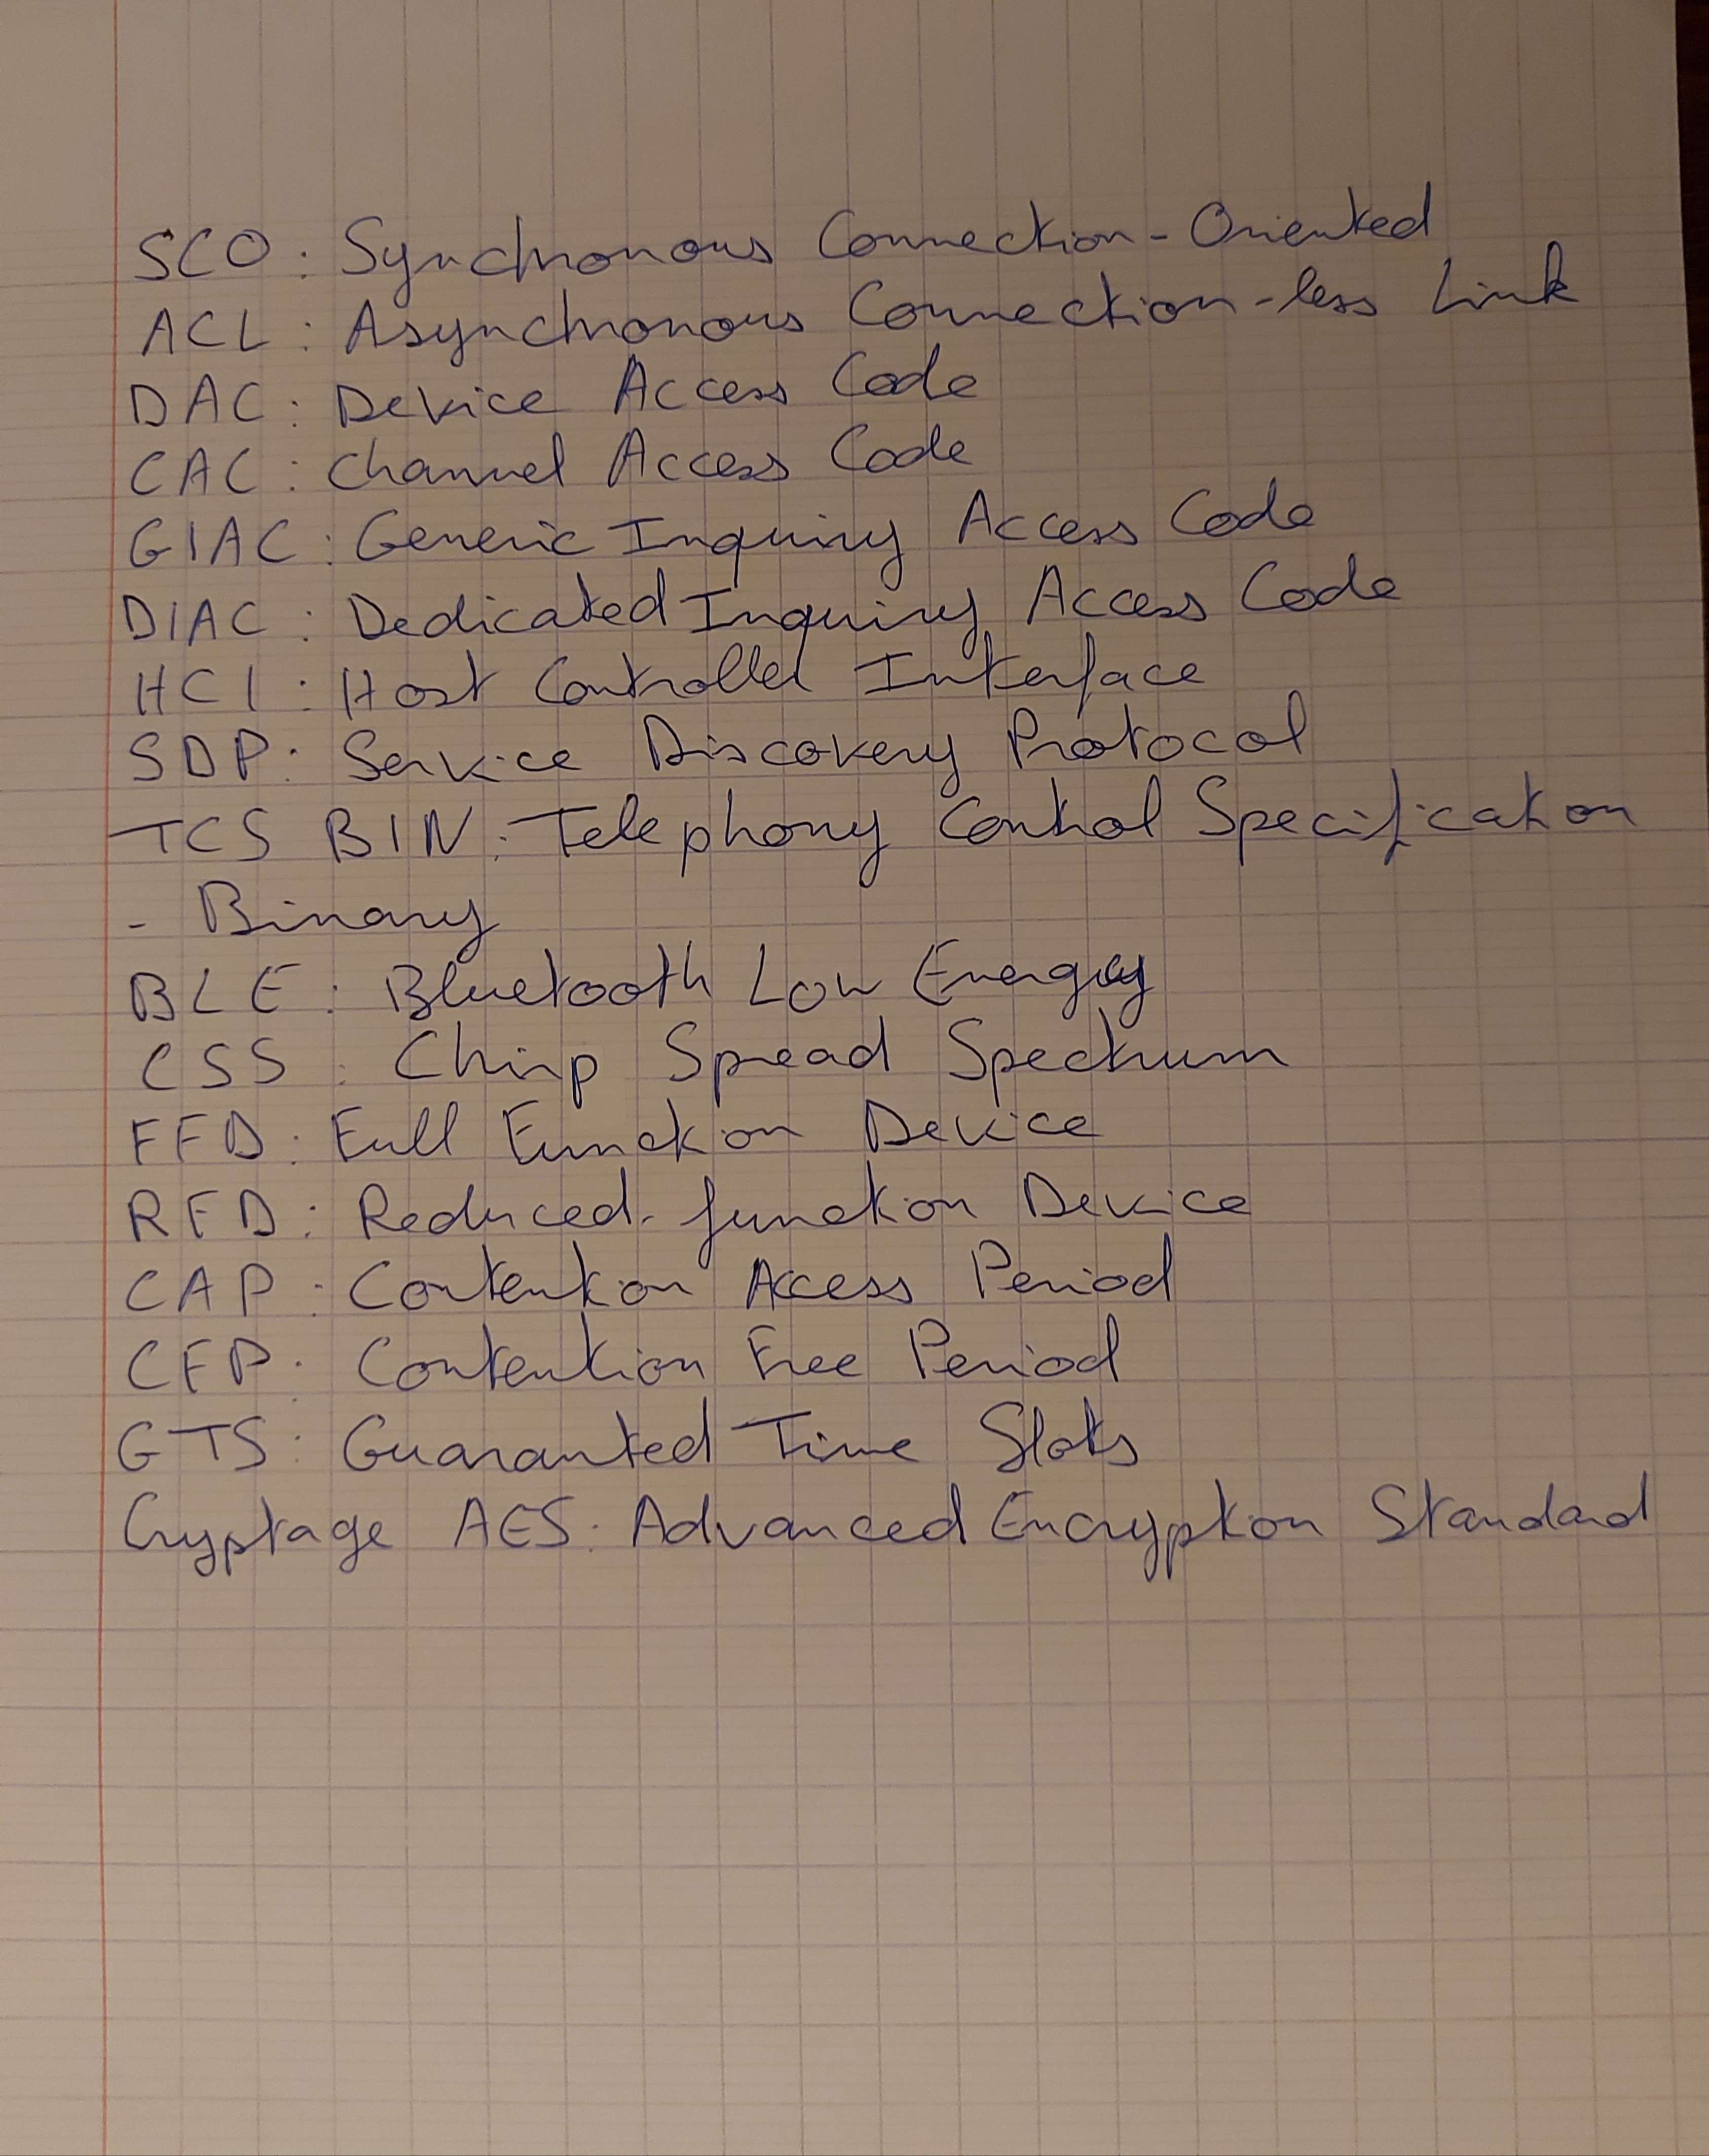 SCO : Synchronous Connection-Oriented
ACL : Asynchronous Connection-less Link
DAC : Device Access Code
CAC : Channel Access Code
GIAC : Generic Inquiry Access Code
DIAC : Dedicated Inquiry Access Code
HCI : Host Controller Interface
SDP : Service Discovery Protocol
TCS BIN : Telephony Control Specification
- Binary
BLE : Bluetooth Low Energy
CSS : Chirp Spread Spectrum
FFD : Full Function Device
RFD : Reduced-function Device
CAP : Contention Access Period
CFP : Contention Free Period
GTS : Guaranted Time Slots
Cryptage AES : Advanced Encryption Standard